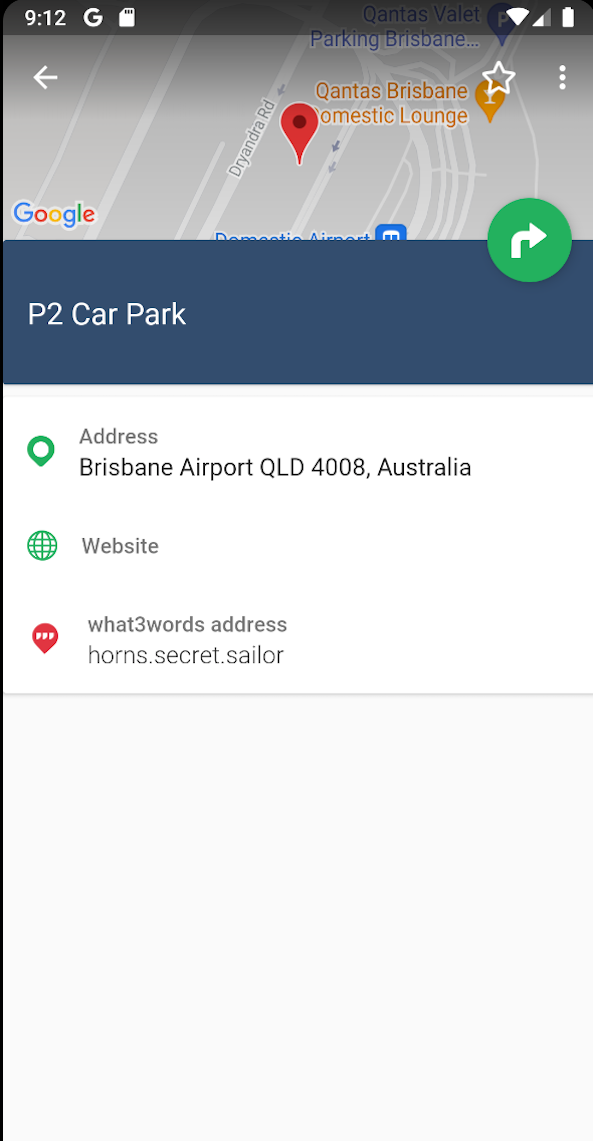 9:12 G
Qantas Valet
Parking Brisbane...
P
Qantas Brisbane
Domestic Lounge
Dryandra Rd
Google
Domestic Airport
P2 Car Park
Address
Brisbane Airport QLD 4008, Australia
Website
what3words address
horns.secret.sailor